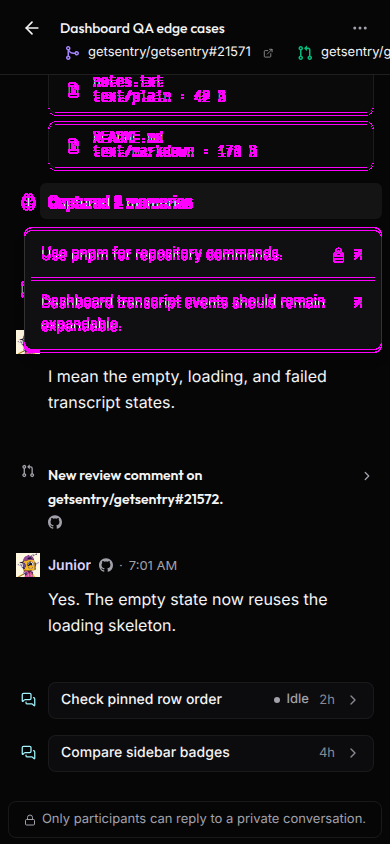 Dashboard QA edge cases
getsentry/getsentry#21571
getsentry/g
notes.txt
text/plain · 42 B
README.md
text/markdown · 178 B
Captured 2 memories
Use pnpm for repository commands.
Dashboard transcript events should remain
expandable.
I mean the empty, loading, and failed
transcript states.
New review comment on
getsentry/getsentry#21572.
Junior · 7:01 AM
Yes. The empty state now reuses the
loading skeleton.
Check pinned row order Idle 2h
Compare sidebar badges 4h
Only participants can reply to a private conversation.